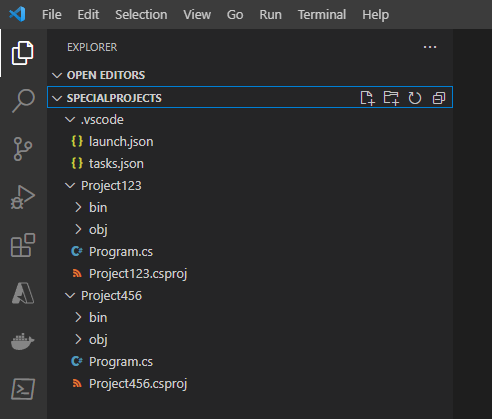 File Edit Selection View Go Run Terminal Help
EXPLORER
OPEN EDITORS
SPECIALPROJECTS
.vscode
{} launch.json
{} tasks.json
Project123
bin
obj
C# Program.cs
Project123.csproj
Project456
bin
obj
C# Program.cs
Project456.csproj